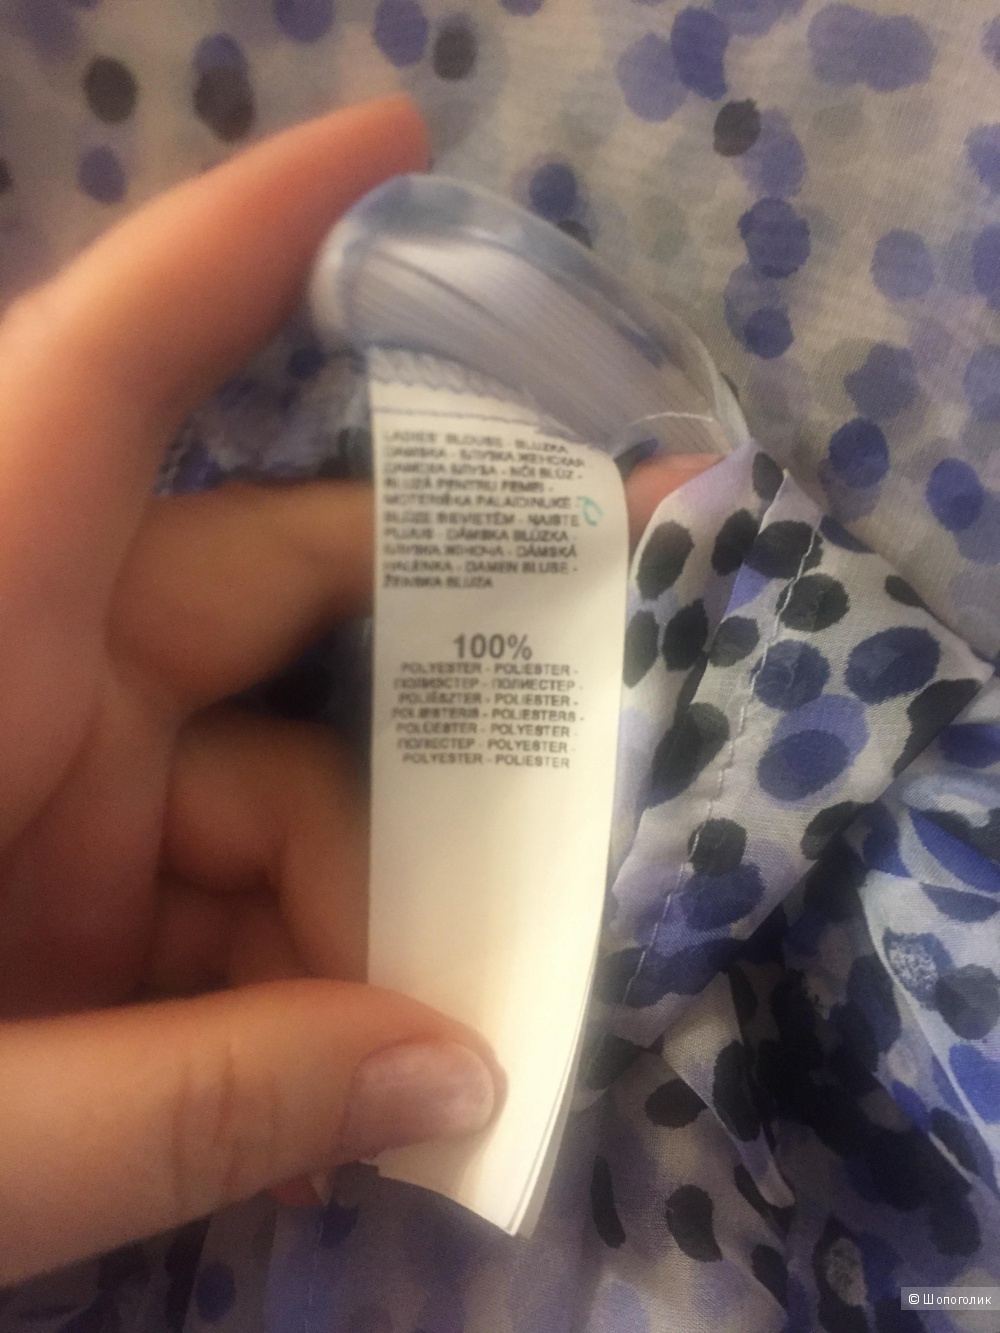 LADIES' BLOUSE - BLUZKA
DAMSKA - БЛУЗКА ЖЕНСКАЯ
ДАМСКА БЛУЗА - NŐI BLÚZ -
BLUZĂ PENTRU FEMEI -
MOTERIŠKA PALAIDINUKĖ -
BLŪZE SIEVIETĒM - NAISTE
PLUUS - DÁMSKA BLÚZKA -
БЛУЗКА ЖІНОЧА - DÁMSKÁ
HALENKA - DAMEN BLUSE -
ŽENSKA BLUZA
100%
POLYESTER - POLIESTER -
ПОЛИЭСТЕР - ПОЛИЕСТЕР -
POLIÉSZTER - POLIESTER -
POLIESTERIS - POLIESTERS -
POLÜESTER - POLYESTER -
ПОЛІЕСТЕР - POLYESTER -
POLYESTER - POLIESTER
© Шопоголик